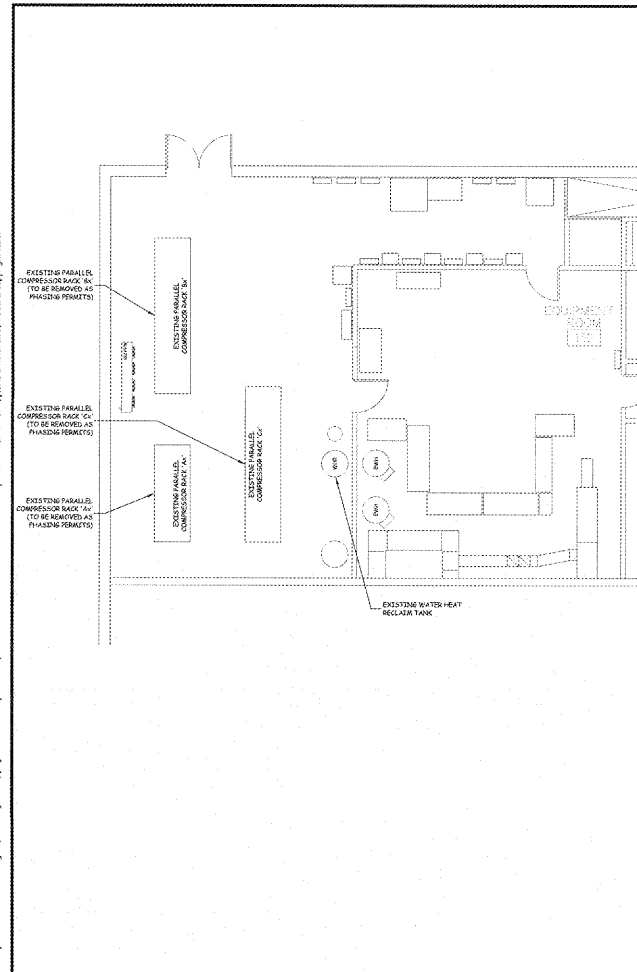 EXISTING PARALLEL
COMPRESSOR RACK 'Bx'
(TO BE REMOVED AS
PHASING PERMITS)
EXISTING PARALLEL
COMPRESSOR RACK 'Bx'
EQUIPMENT
ROOM
EXISTING PARALLEL
COMPRESSOR RACK 'Cx'
(TO BE REMOVED AS
PHASING PERMITS)
EXISTING PARALLEL
COMPRESSOR RACK 'Cx'
EXISTING PARALLEL
COMPRESSOR RACK 'Ax'
(TO BE REMOVED AS
PHASING PERMITS)
EXISTING PARALLEL
COMPRESSOR RACK 'Ax'
EWH
EWH
EXISTING WATER HEAT
RECLAIM TANK